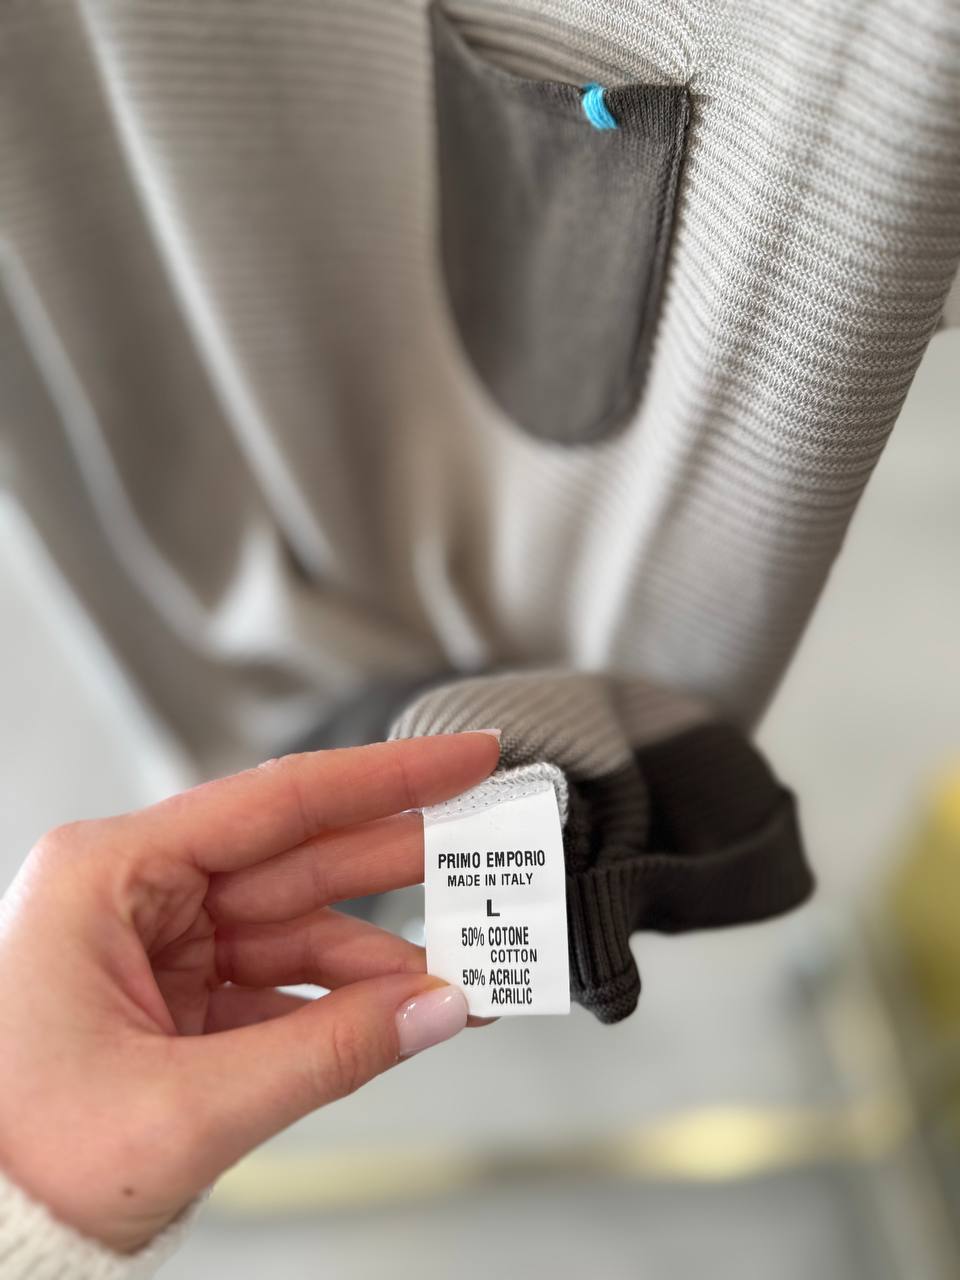 PRIMO EMPORIO
MADE IN ITALY
L
50% COTONE
COTTON
50% ACRILIC
ACRILIC